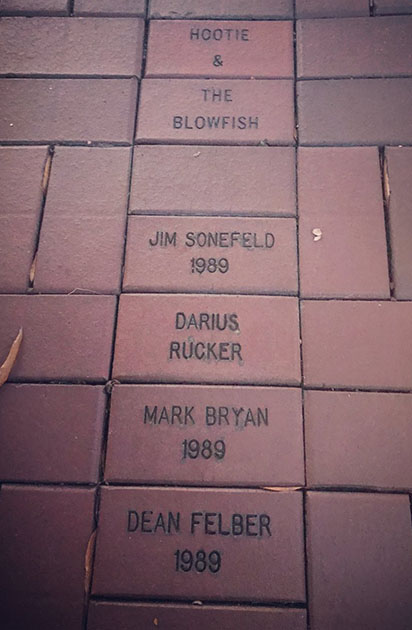 HOOTIE
&
THE
BLOWFISH
JIM SONEFELD
1989
DARIUS
RUCKER
MARK BRYAN
1989
DEAN FELBER
1989